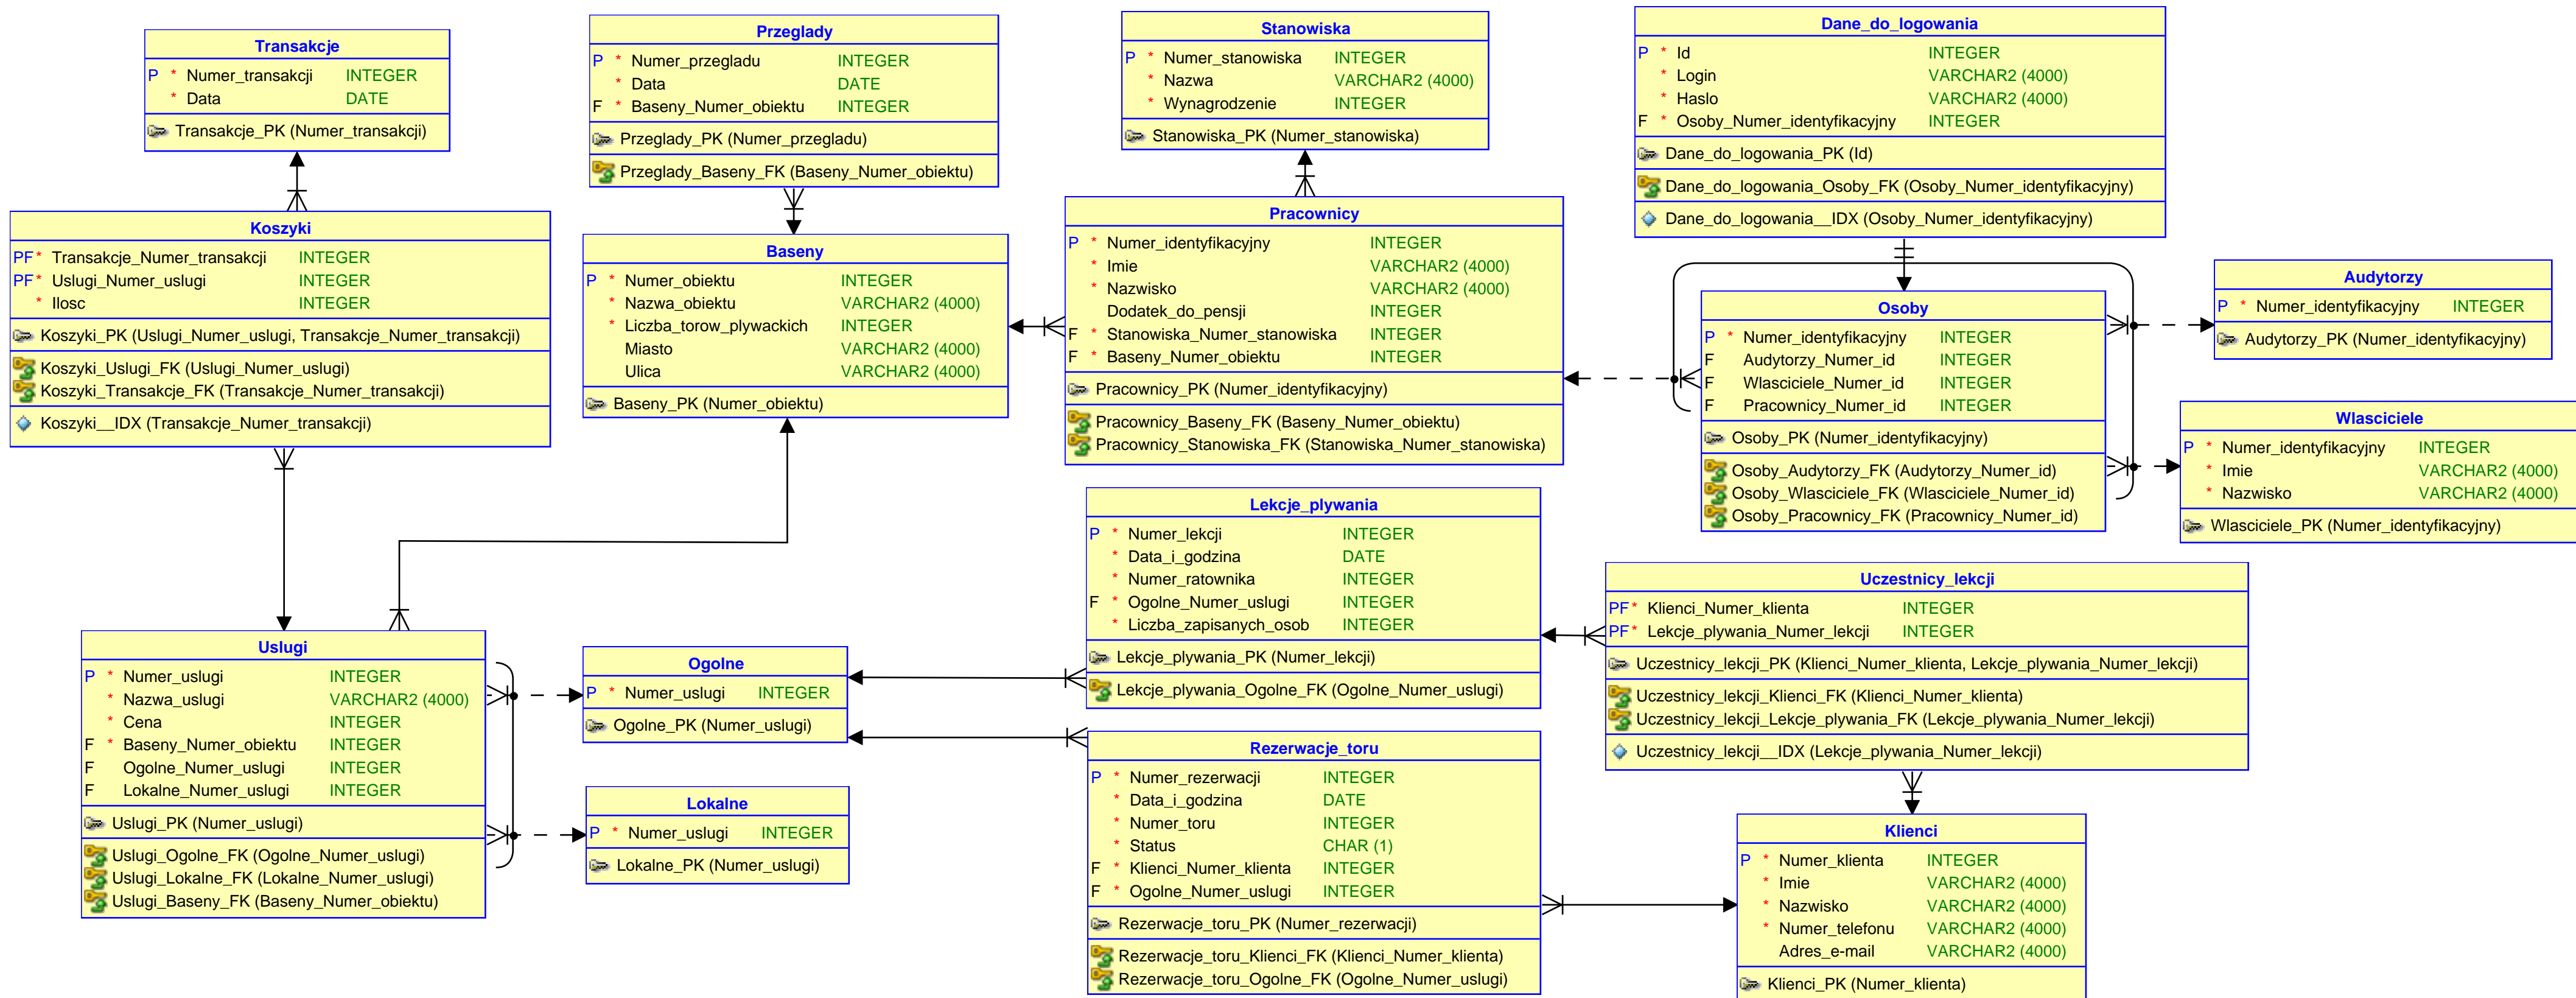 Transakcje
P * Numer_transakcji INTEGER
* Data DATE
Transakcje_PK (Numer_transakcji)
Przeglady
P * Numer_przegladu INTEGER
* Data DATE
F * Baseny_Numer_obiektu INTEGER
Przeglady_PK (Numer_przegladu)
Przeglady_Baseny_FK (Baseny_Numer_obiektu)
Stanowiska
P * Numer_stanowiska INTEGER
* Nazwa VARCHAR2 (4000)
* Wynagrodzenie INTEGER
Stanowiska_PK (Numer_stanowiska)
Dane_do_logowania
P * Id INTEGER
* Login VARCHAR2 (4000)
* Haslo VARCHAR2 (4000)
F * Osoby_Numer_identyfikacyjny INTEGER
Dane_do_logowania_PK (Id)
Dane_do_logowania_Osoby_FK (Osoby_Numer_identyfikacyjny)
Dane_do_logowania__IDX (Osoby_Numer_identyfikacyjny)
Koszyki
PF * Transakcje_Numer_transakcji INTEGER
PF * Uslugi_Numer_uslugi INTEGER
* Ilosc INTEGER
Koszyki_PK (Uslugi_Numer_uslugi, Transakcje_Numer_transakcji)
Koszyki_Uslugi_FK (Uslugi_Numer_uslugi)
Koszyki_Transakcje_FK (Transakcje_Numer_transakcji)
Koszyki__IDX (Transakcje_Numer_transakcji)
Baseny
P * Numer_obiektu INTEGER
* Nazwa_obiektu VARCHAR2 (4000)
* Liczba_torow_plywackich INTEGER
Miasto VARCHAR2 (4000)
Ulica VARCHAR2 (4000)
Baseny_PK (Numer_obiektu)
Pracownicy
P * Numer_identyfikacyjny INTEGER
* Imie VARCHAR2 (4000)
* Nazwisko VARCHAR2 (4000)
Dodatek_do_pensji INTEGER
F * Stanowiska_Numer_stanowiska INTEGER
F * Baseny_Numer_obiektu INTEGER
Pracownicy_PK (Numer_identyfikacyjny)
Pracownicy_Baseny_FK (Baseny_Numer_obiektu)
Pracownicy_Stanowiska_FK (Stanowiska_Numer_stanowiska)
Osoby
P * Numer_identyfikacyjny INTEGER
F Audytorzy_Numer_id INTEGER
F Wlasciciele_Numer_id INTEGER
F Pracownicy_Numer_id INTEGER
Osoby_PK (Numer_identyfikacyjny)
Osoby_Audytorzy_FK (Audytorzy_Numer_id)
Osoby_Wlasciciele_FK (Wlasciciele_Numer_id)
Osoby_Pracownicy_FK (Pracownicy_Numer_id)
Audytorzy
P * Numer_identyfikacyjny INTEGER
Audytorzy_PK (Numer_identyfikacyjny)
Wlasciciele
P * Numer_identyfikacyjny INTEGER
* Imie VARCHAR2 (4000)
* Nazwisko VARCHAR2 (4000)
Wlasciciele_PK (Numer_identyfikacyjny)
Uslugi
P * Numer_uslugi INTEGER
* Nazwa_uslugi VARCHAR2 (4000)
* Cena INTEGER
F * Baseny_Numer_obiektu INTEGER
F Ogolne_Numer_uslugi INTEGER
F Lokalne_Numer_uslugi INTEGER
Uslugi_PK (Numer_uslugi)
Uslugi_Ogolne_FK (Ogolne_Numer_uslugi)
Uslugi_Lokalne_FK (Lokalne_Numer_uslugi)
Uslugi_Baseny_FK (Baseny_Numer_obiektu)
Ogolne
P * Numer_uslugi INTEGER
Ogolne_PK (Numer_uslugi)
Lokalne
P * Numer_uslugi INTEGER
Lokalne_PK (Numer_uslugi)
Lekcje_plywania
P * Numer_lekcji INTEGER
* Data_i_godzina DATE
* Numer_ratownika INTEGER
F * Ogolne_Numer_uslugi INTEGER
* Liczba_zapisanych_osob INTEGER
Lekcje_plywania_PK (Numer_lekcji)
Lekcje_plywania_Ogolne_FK (Ogolne_Numer_uslugi)
Rezerwacje_toru
P * Numer_rezerwacji INTEGER
* Data_i_godzina DATE
* Numer_toru INTEGER
* Status CHAR (1)
F * Klienci_Numer_klienta INTEGER
F * Ogolne_Numer_uslugi INTEGER
Rezerwacje_toru_PK (Numer_rezerwacji)
Rezerwacje_toru_Klienci_FK (Klienci_Numer_klienta)
Rezerwacje_toru_Ogolne_FK (Ogolne_Numer_uslugi)
Uczestnicy_lekcji
PF * Klienci_Numer_klienta INTEGER
PF * Lekcje_plywania_Numer_lekcji INTEGER
Uczestnicy_lekcji_PK (Klienci_Numer_klienta, Lekcje_plywania_Numer_lekcji)
Uczestnicy_lekcji_Klienci_FK (Klienci_Numer_klienta)
Uczestnicy_lekcji_Lekcje_plywania_FK (Lekcje_plywania_Numer_lekcji)
Uczestnicy_lekcji__IDX (Lekcje_plywania_Numer_lekcji)
Klienci
P * Numer_klienta INTEGER
* Imie VARCHAR2 (4000)
* Nazwisko VARCHAR2 (4000)
* Numer_telefonu VARCHAR2 (4000)
Adres_e-mail VARCHAR2 (4000)
Klienci_PK (Numer_klienta)